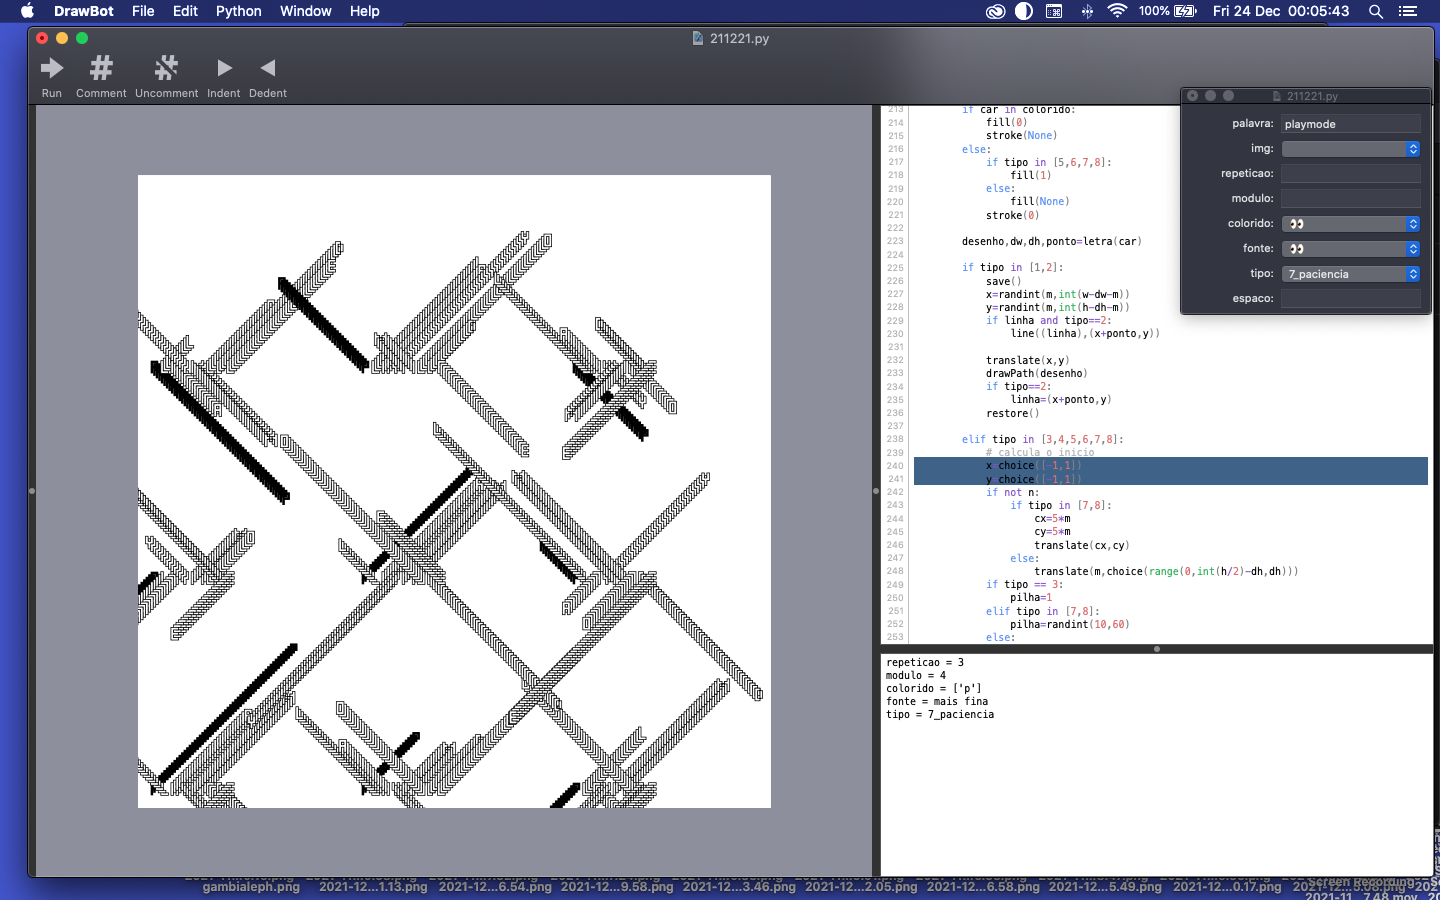 DrawBot File Edit Python Window Help 100% Fri 24 Dec 00:05:43
211221.py
Run Comment Uncomment Indent Dedent
213 if car in colorido:
214 fill(0)
215 stroke(None)
216 else:
217 if tipo in [5,6,7,8]:
218 fill(1)
219 else:
220 fill(None)
221 stroke(0)
222
223 desenho,dw,dh,ponto=letra(car)
224
225 if tipo in [1,2]:
226 save()
227 x=randint(m,int(w-dw-m))
228 y=randint(m,int(h-dh-m))
229 if linha and tipo==2:
230 line((linha),(x+ponto,y))
231
232 translate(x,y)
233 drawPath(desenho)
234 if tipo==2:
235 linha=(x+ponto,y)
236 restore()
237
238 elif tipo in [3,4,5,6,7,8]:
239 # calcula o inicio
240 x=choice([-1,1])
241 y=choice([-1,1])
242 if not n:
243 if tipo in [7,8]:
244 cx=5*m
245 cy=5*m
246 translate(cx,cy)
247 else:
248 translate(m,choice(range(0,int(h/2)-dh,dh)))
249 if tipo == 3:
250 pilha=1
251 elif tipo in [7,8]:
252 pilha=randint(10,60)
253 else:
211221.py
palavra: playmode
img:
repeticao:
modulo:
colorido: 👀
fonte: 👀
tipo: 7_paciencia
espaco:
repeticao = 3
modulo = 4
colorido = ['p']
fonte = mais fina
tipo = 7_paciencia
gambialeph.png 2021-12...1.13.png 2021-12...6.54.png 2021-12...9.58.png 2021-12...3.46.png 2021-12...2.05.png 2021-12...6.58.png 2021-12...5.49.png 2021-12...0.17.png
Screen Recording
2021-11...7.48.mov